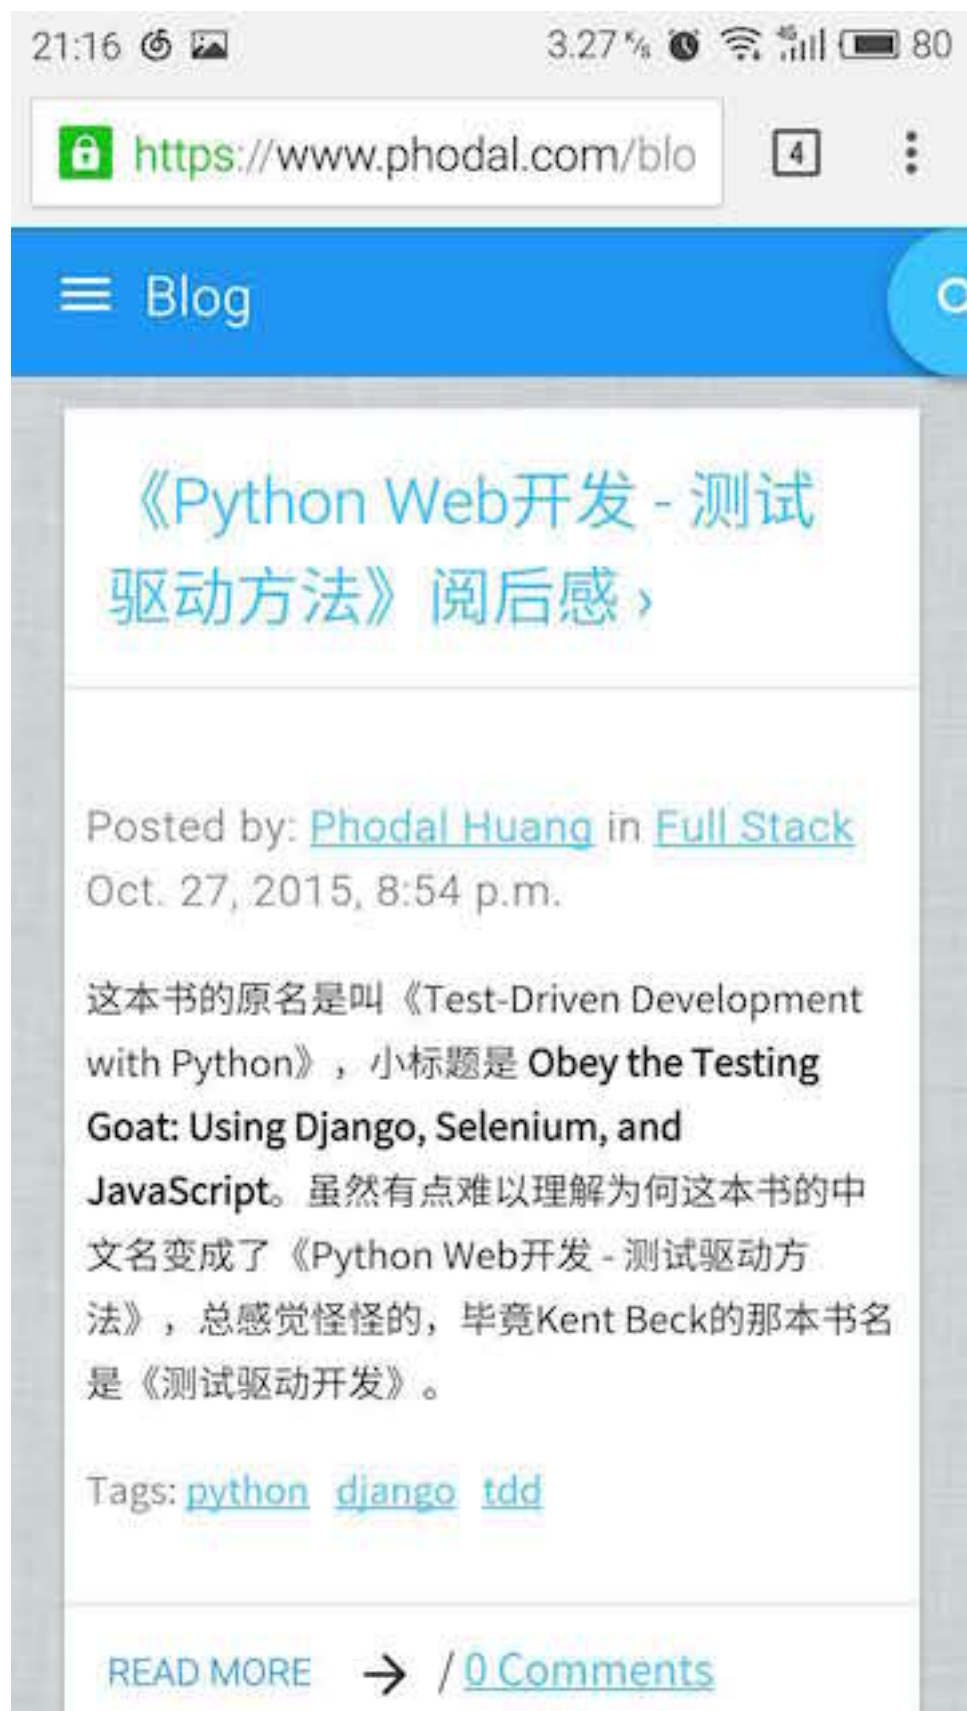 21:16 3.27 K/s 4G 80
https://www.phodal.com/blo 4
Blog
《Python Web开发 - 测试
驱动方法》阅后感 ›
Posted by: Phodal Huang in Full Stack
Oct. 27, 2015, 8:54 p.m.
这本书的原名是叫《Test-Driven Development
with Python》，小标题是 Obey the Testing
Goat: Using Django, Selenium, and
JavaScript。虽然有点难以理解为何这本书的中
文名变成了《Python Web开发 - 测试驱动方
法》，总感觉怪怪的，毕竟Kent Beck的那本书名
是《测试驱动开发》。
Tags: python django tdd
READ MORE → / 0 Comments